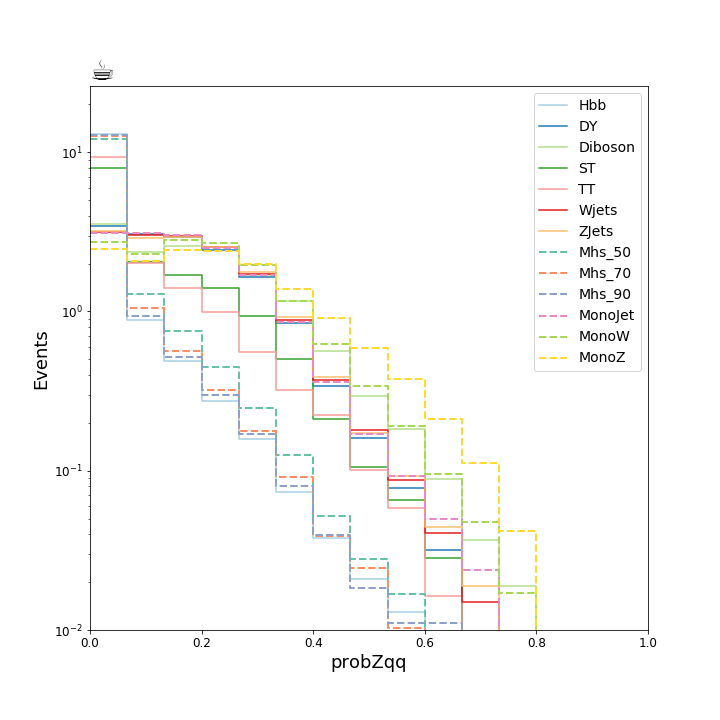 ☕
Hbb
DY
Diboson
ST
TT
Wjets
ZJets
Mhs_50
Mhs_70
Mhs_90
MonoJet
MonoW
MonoZ
10¹
10⁰
10⁻¹
10⁻²
Events
0.0 0.2 0.4 0.6 0.8 1.0
probZqq